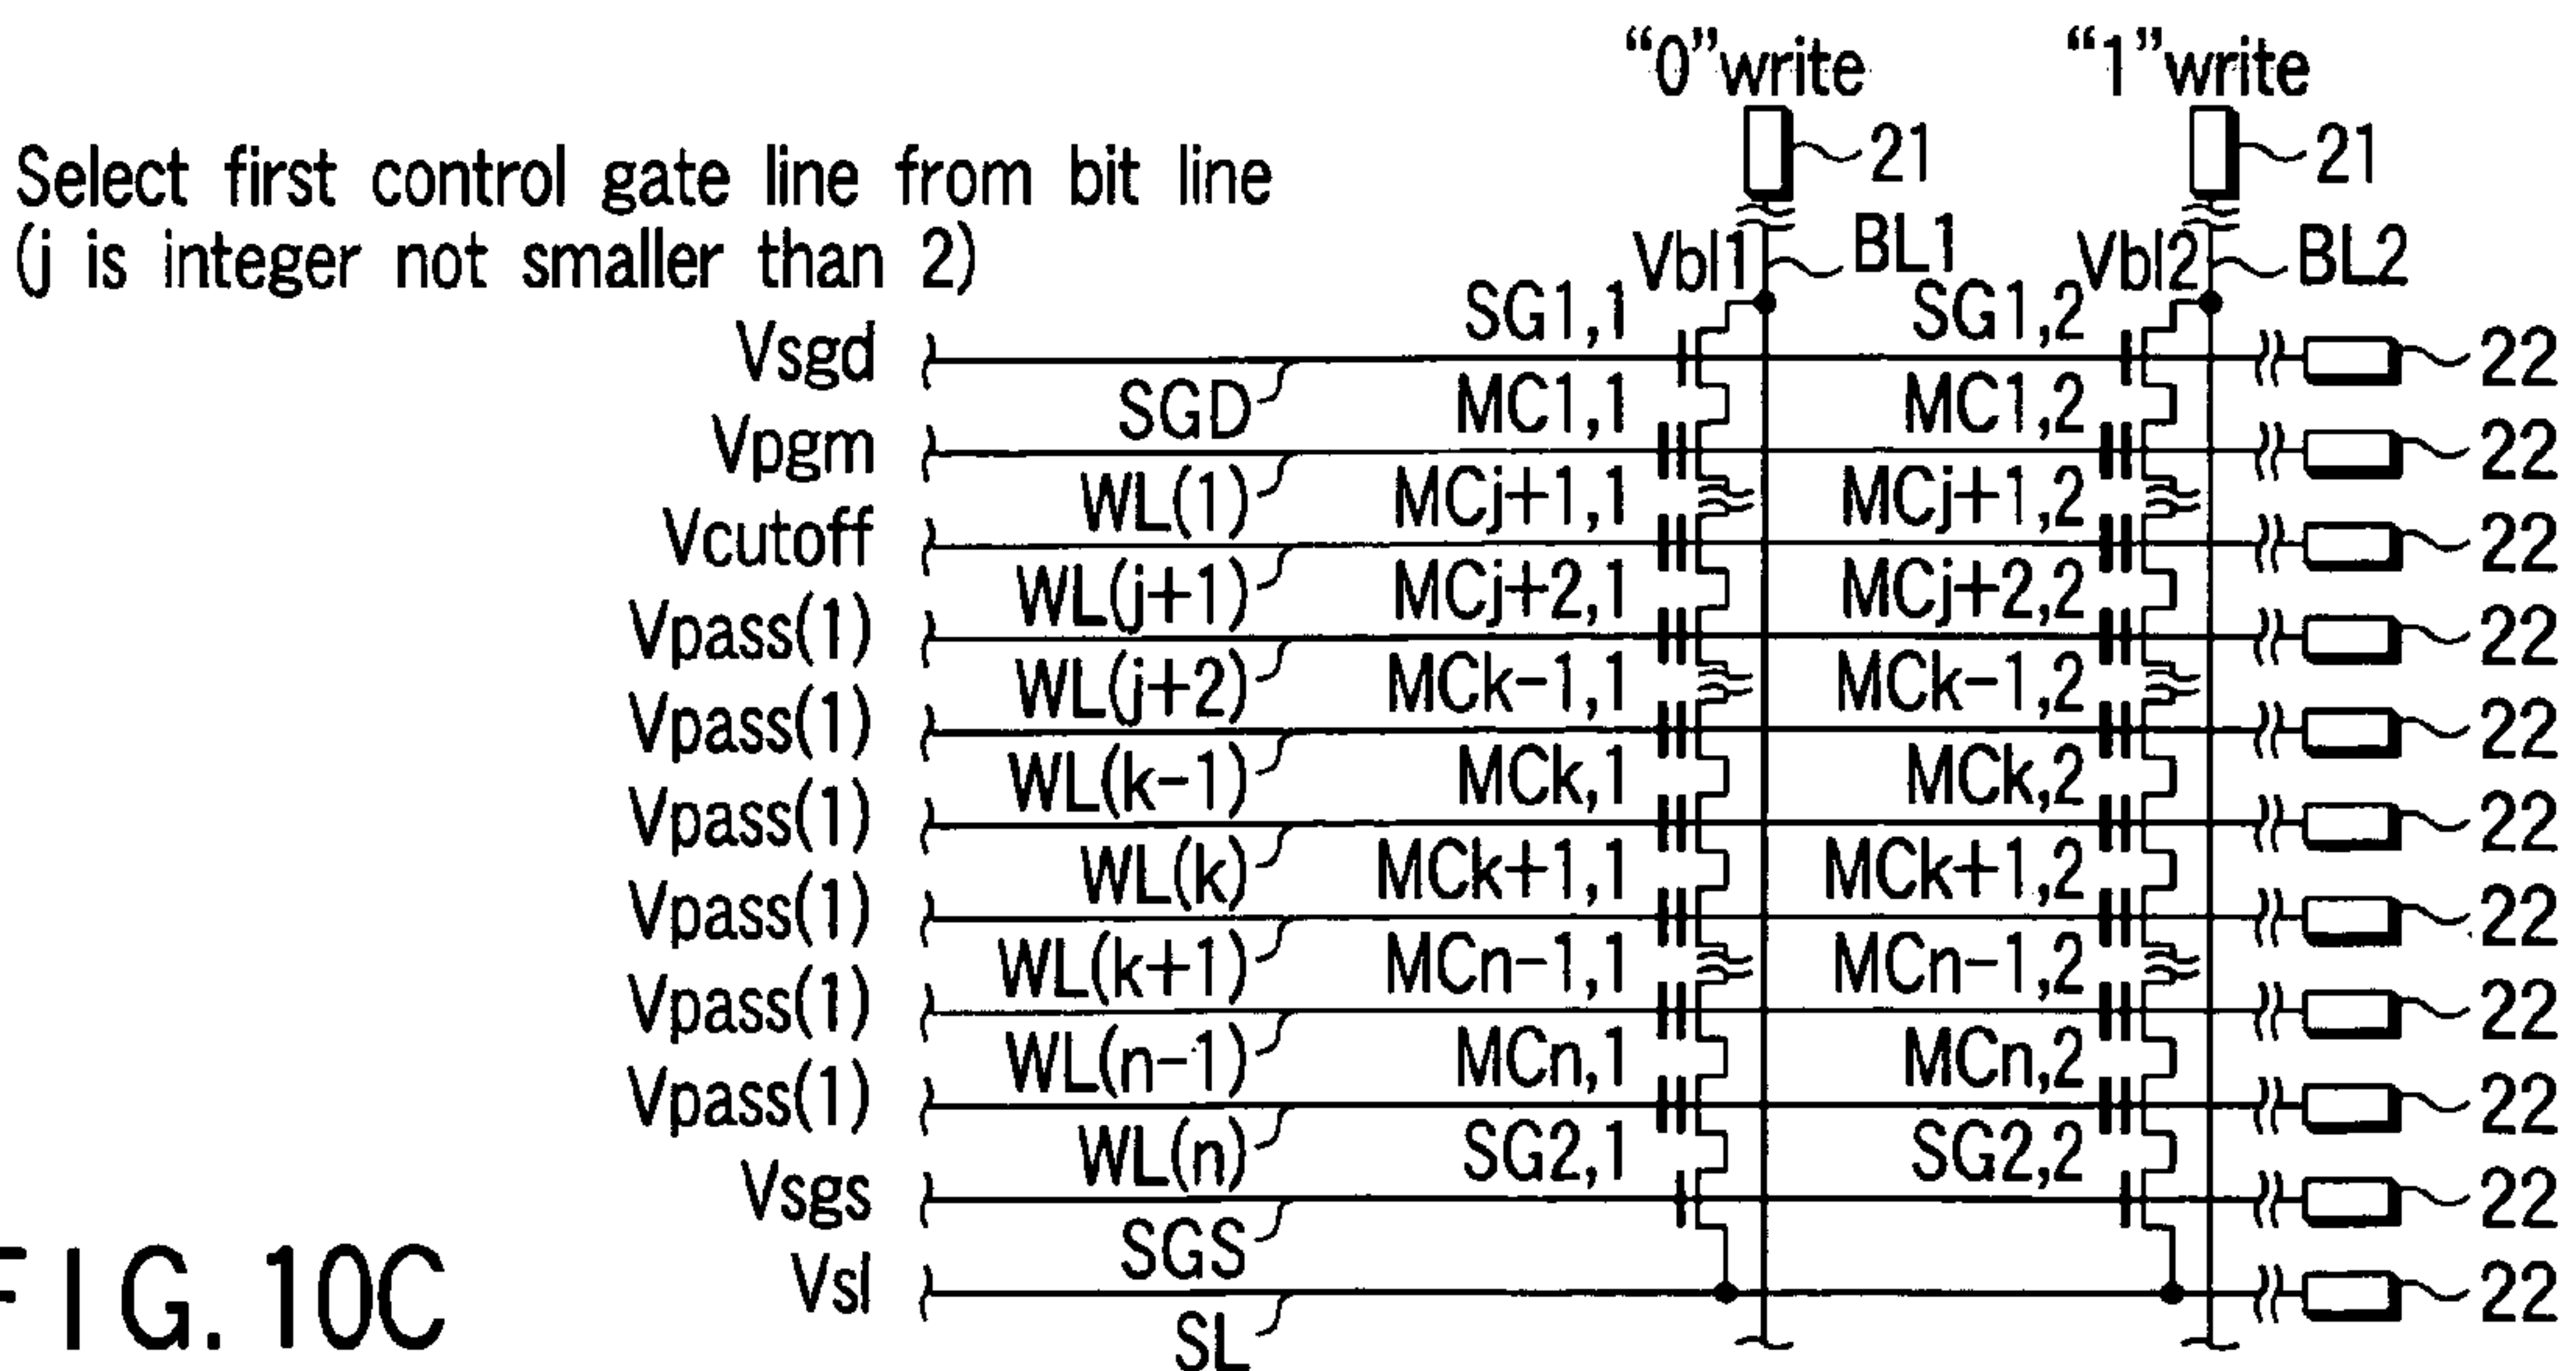 "0"write "1"write
21 21
Select first control gate line from bit line
(j is integer not smaller than 2)
Vbl1 BL1 Vbl2 BL2
SG1,1 SG1,2
Vsgd 22
SGD MC1,1 MC1,2
Vpgm 22
WL(1) MCj+1,1 MCj+1,2
Vcutoff 22
WL(j+1) MCj+2,1 MCj+2,2
Vpass(1) 22
WL(j+2) MCk-1,1 MCk-1,2
Vpass(1) 22
WL(k-1) MCk,1 MCk,2
Vpass(1) 22
WL(k) MCk+1,1 MCk+1,2
Vpass(1) 22
WL(k+1) MCn-1,1 MCn-1,2
Vpass(1) 22
WL(n-1) MCn,1 MCn,2
Vpass(1) 22
WL(n) SG2,1 SG2,2
Vsgs 22
SGS
Vsl 22
SL
FIG. 10C